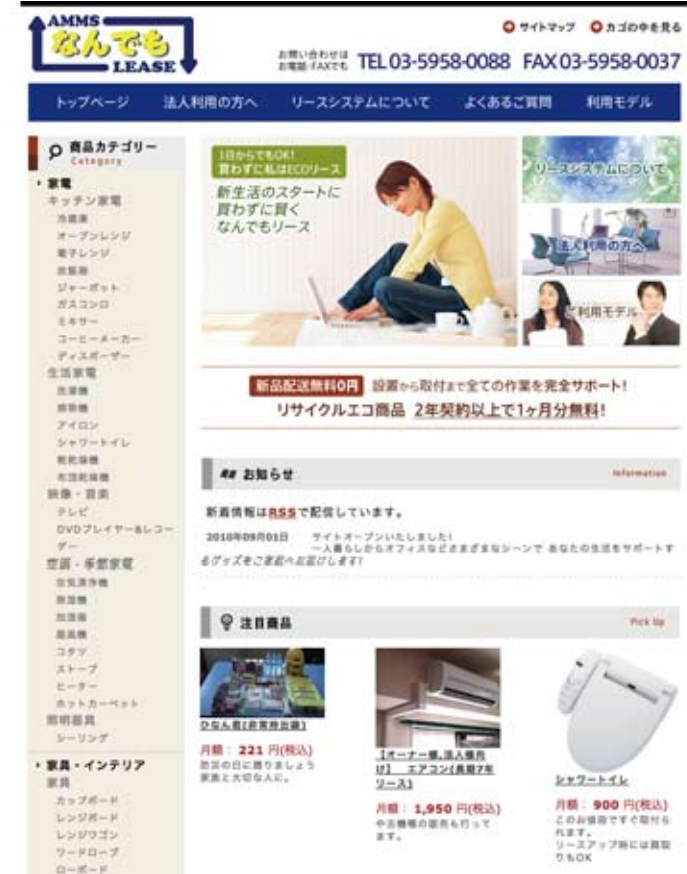 AMMS
なんでも
LEASE
サイトマップ カゴの中を見る
お問い合わせは
お電話・FAXでも
TEL 03-5958-0088 FAX 03-5958-0037
トップページ 法人利用の方へ リースシステムについて よくあるご質問 利用モデル
商品カテゴリー
Category
家電
キッチン家電
冷蔵庫
オーブンレンジ
電子レンジ
炊飯器
ジャーポット
ガスコンロ
ミキサー
コーヒーメーカー
ディスポーザー
生活家電
洗濯機
掃除機
アイロン
シャワートイレ
靴乾燥機
布団乾燥機
映像・音楽
テレビ
DVDプレイヤー&レコー
ダー
空調・季節家電
空気清浄機
除湿機
加湿器
扇風機
コタツ
ストーブ
ヒーター
ホットカーペット
照明器具
シーリング
家具・インテリア
家具
カップボード
レンジボード
レンジワゴン
ワードローブ
ローボード
1日からでもOK!
買わずに私はECOリース
新生活のスタートに
買わずに賢く
なんでもリース
リースシステムについて
法人利用の方へ
ご利用モデル
新品配送無料0円 設置から取付まで全ての作業を完全サポート!
リサイクルエコ商品 2年契約以上で1ヶ月分無料!
お知らせ
Information
新着情報はRSSで配信しています。
2010年09月01日 サイトオープンいたしました!
一人暮らしからオフィスなどさまざまなシーンで あなたの生活をサポートす
るグッズをご家庭へお届けします!
注目商品
Pick Up
ひなん君(非常持出袋)
月額： 221 円(税込)
防災の日に贈りましょう
家族と大切な人に。
【オーナー様,法人様向
け】 エアコン(長期7年
リース)
月額： 1,950 円(税込)
中古機種の販売も行って
ます。
シャワートイレ
月額： 900 円(税込)
このお値段ですぐ取付ら
れます。
リースアップ時には買取
りもOK